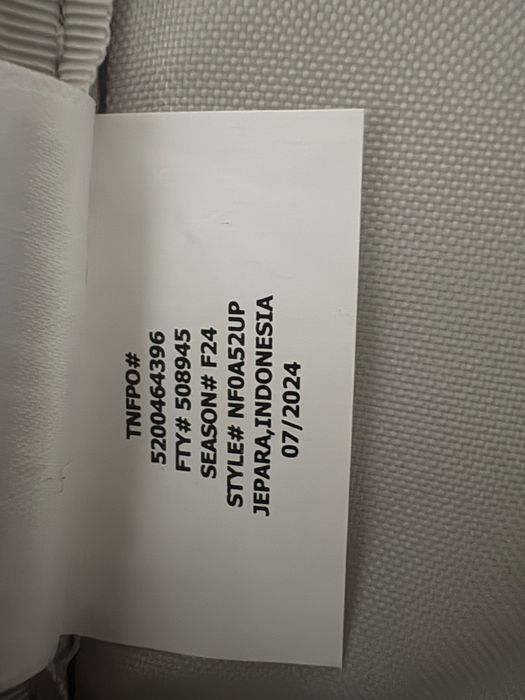 TNFPO#
5200464396
FTY# 508945
SEASON# F24
STYLE# NF0A52UP
JEPARA,INDONESIA
07/2024